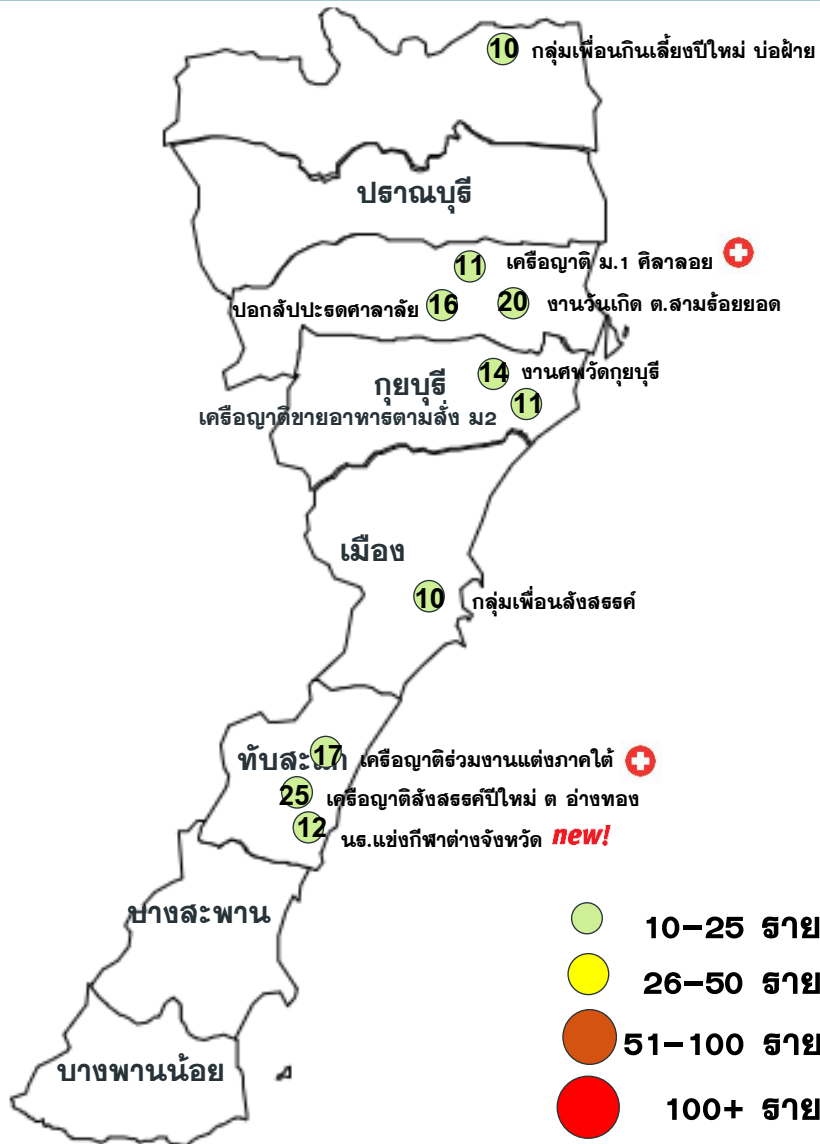 10 กลุ่มเพื่อนกินเลี้ยงปีใหม่ บ่อฝ้าย
ปราณบุรี
11 เครือญาติ ม.1 ศิลาลอย
ปอกสัปปะรดศาลาลัย 16 20 งานวันเกิด ต.สามร้อยยอด
กุยบุรี 14 งานศพวัดกุยบุรี
เครือญาติขายอาหารตามสั่ง ม2 11
เมือง
10 กลุ่มเพื่อนสังสรรค์
17 เครือญาติร่วมงานแต่งภาคใต้
25 เครือญาติสังสรรค์ปีใหม่ ต อ่างทอง
12 นร.แข่งกีฬาต่างจังหวัด new!
บางสะพาน
บางพานน้อย
10-25 ราย
26-50 ราย
51-100 ราย
100+ ราย